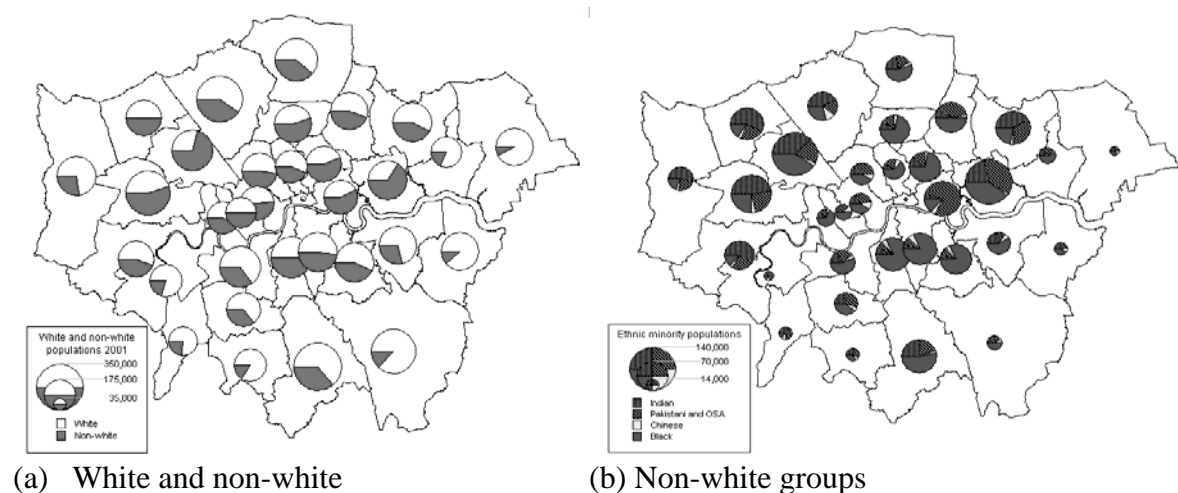 White and non-white
populations 2001
350,000
175,000
35,000
White
Non-white
Ethnic minority populations
140,000
70,000
14,000
Indian
Pakistani and OSA
Chinese
Black
(a) White and non-white
(b) Non-white groups